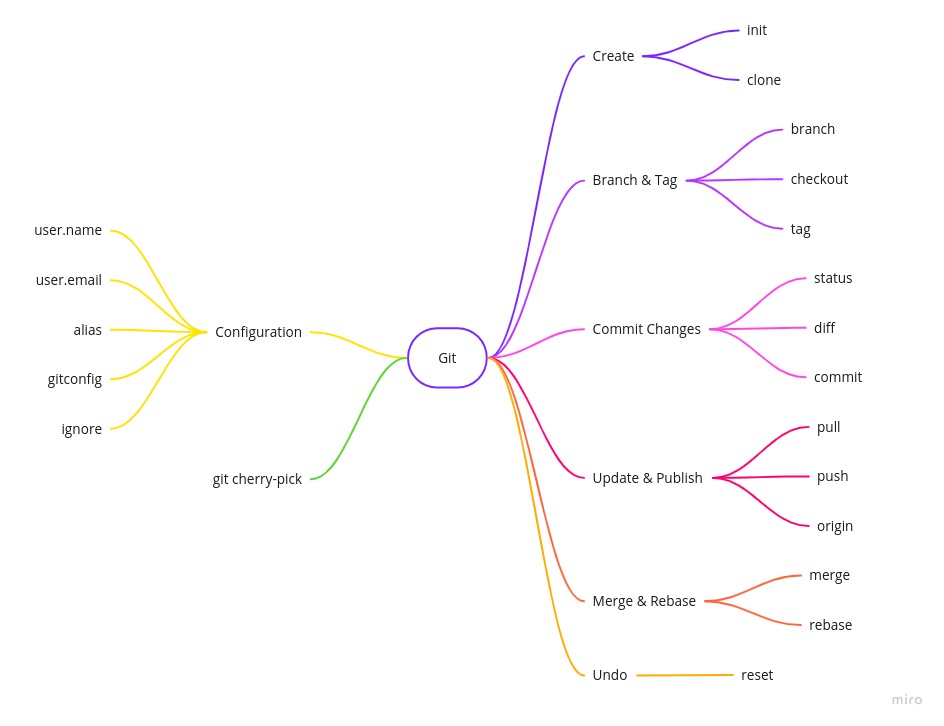 Git
Create
init
clone
Branch & Tag
branch
checkout
tag
Commit Changes
status
diff
commit
Update & Publish
pull
push
origin
Merge & Rebase
merge
rebase
Undo
reset
Configuration
user.name
user.email
alias
gitconfig
ignore
git cherry-pick
miro